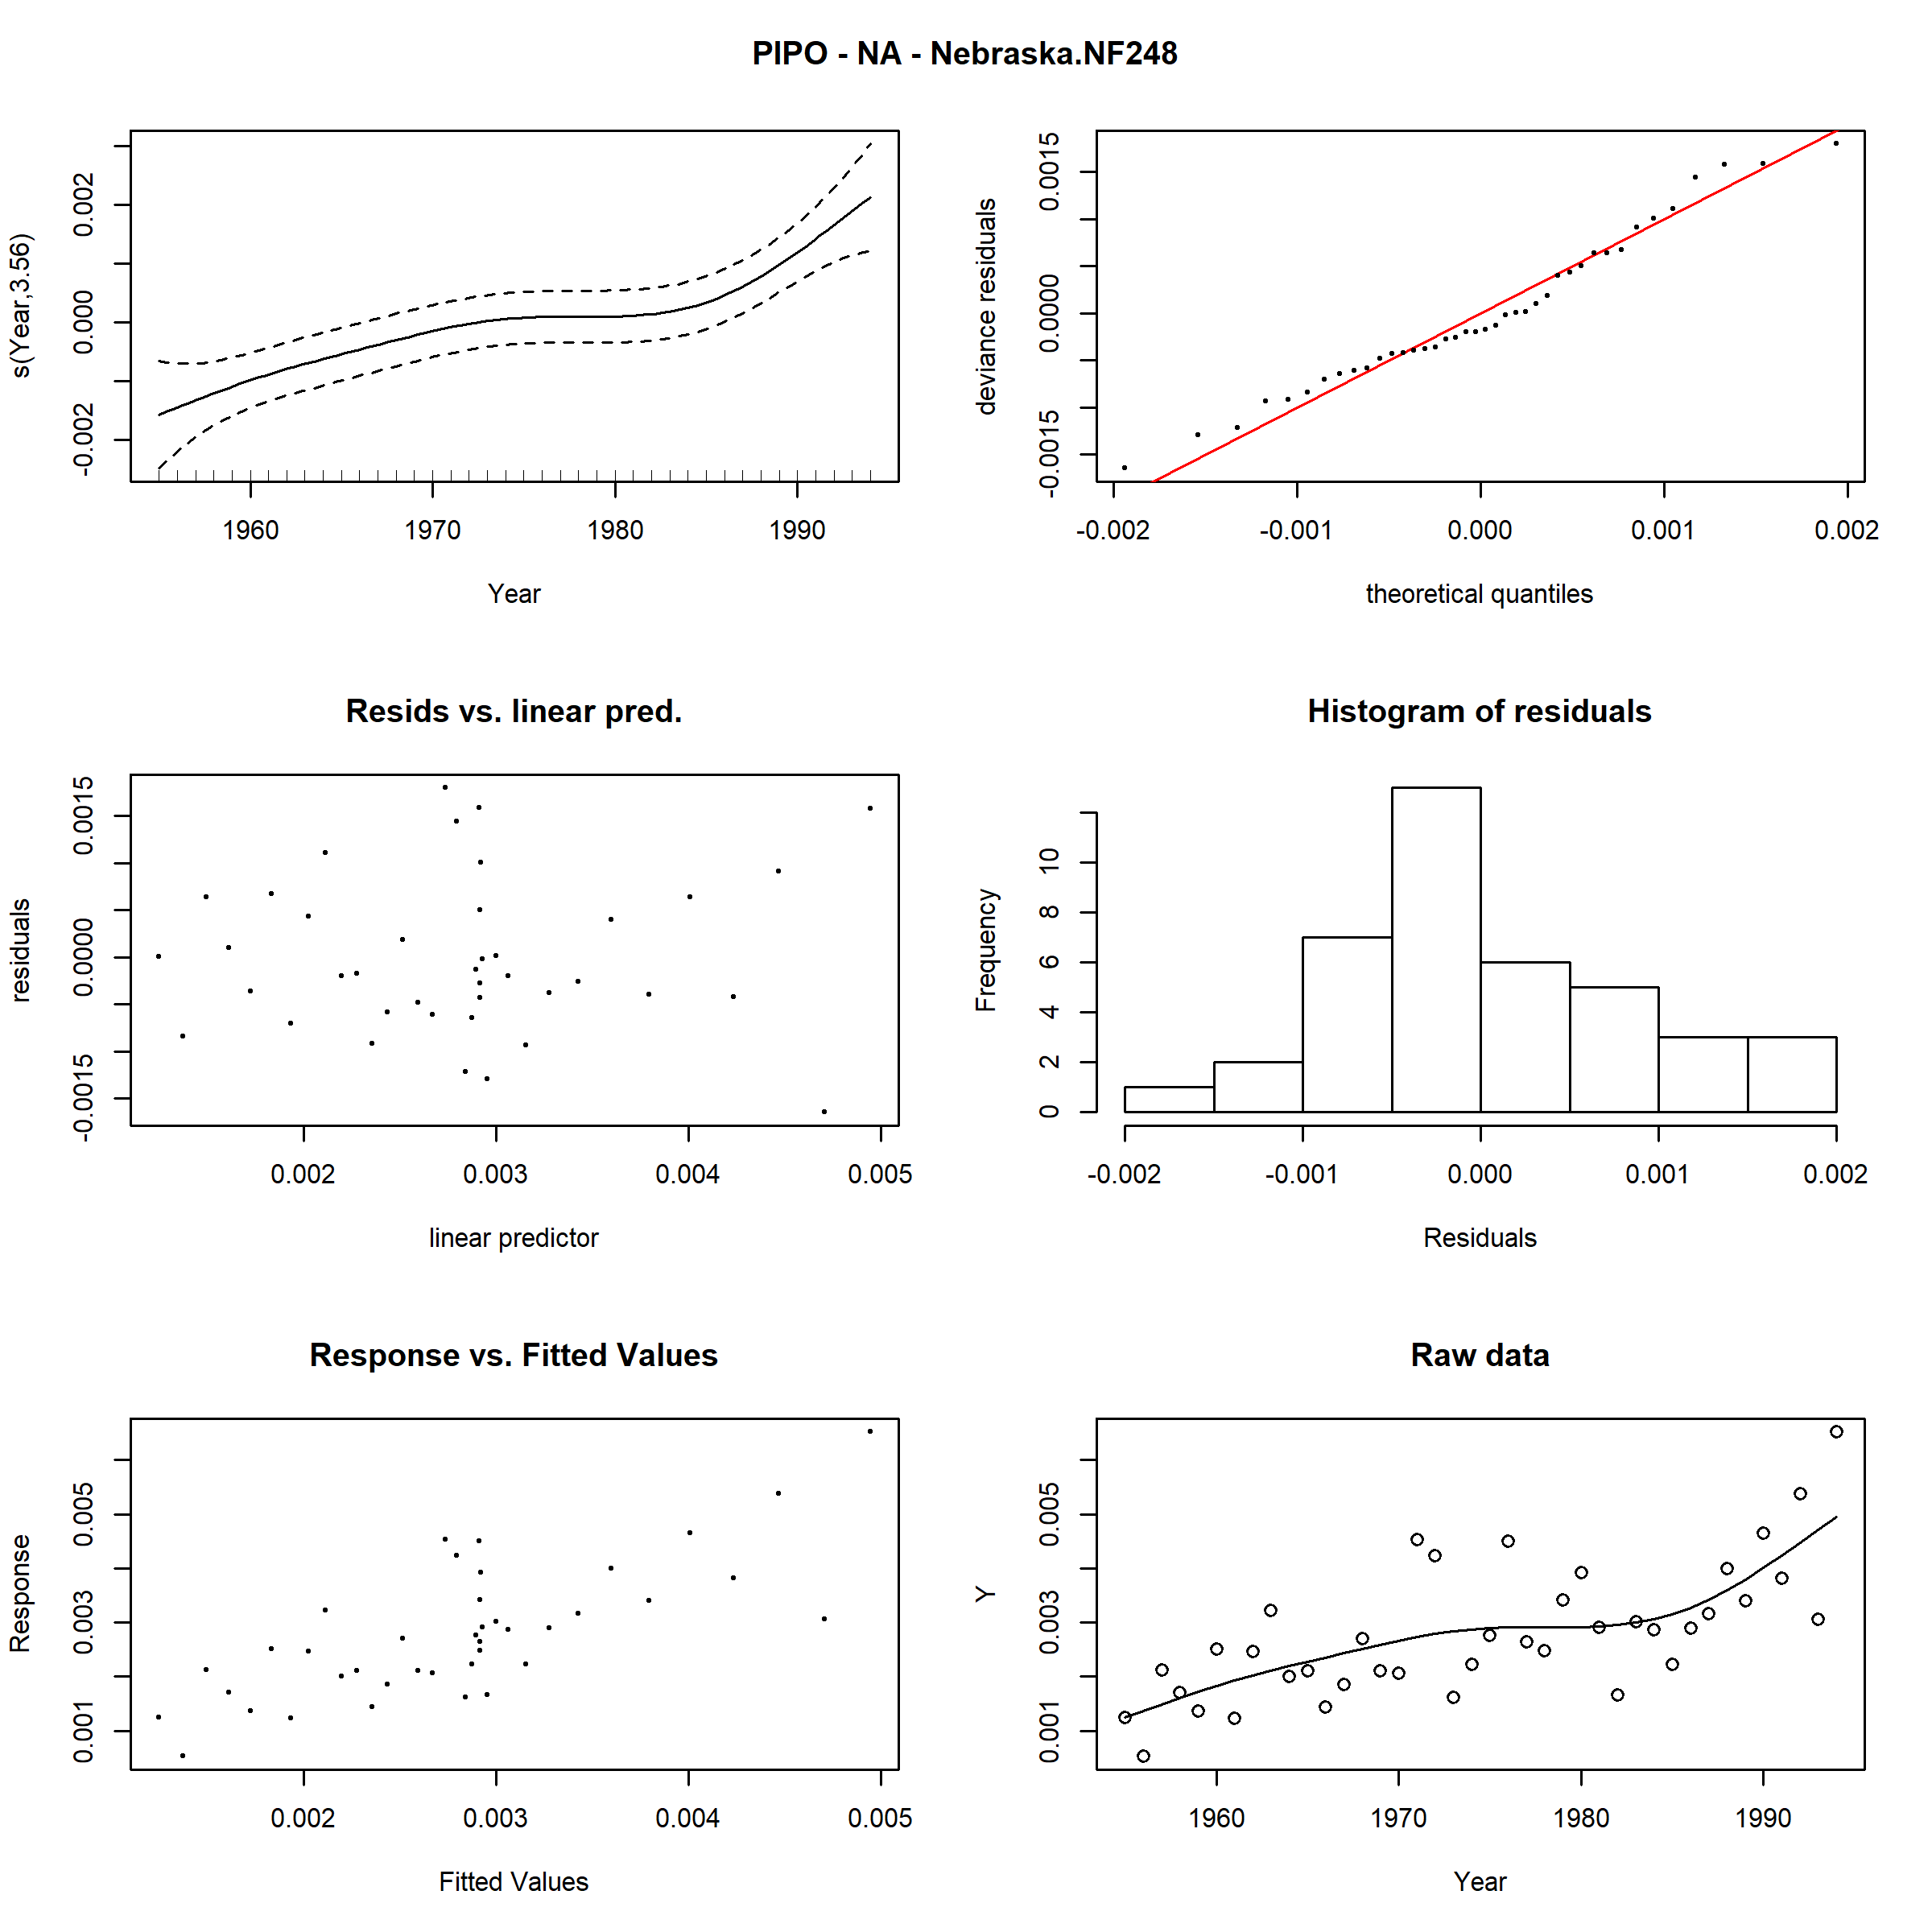 PIPO - NA - Nebraska.NF248
s(Year,3.56)
-0.002 0.000 0.002
1960 1970 1980 1990
Year
deviance residuals
-0.0015 0.0000 0.0015
-0.002 -0.001 0.000 0.001 0.002
theoretical quantiles
Resids vs. linear pred.
residuals
-0.0015 0.0000 0.0015
0.002 0.003 0.004 0.005
linear predictor
Histogram of residuals
Frequency
0 2 4 6 8 10
-0.002 -0.001 0.000 0.001 0.002
Residuals
Response vs. Fitted Values
Response
0.001 0.003 0.005
0.002 0.003 0.004 0.005
Fitted Values
Raw data
Y
0.001 0.003 0.005
1960 1970 1980 1990
Year